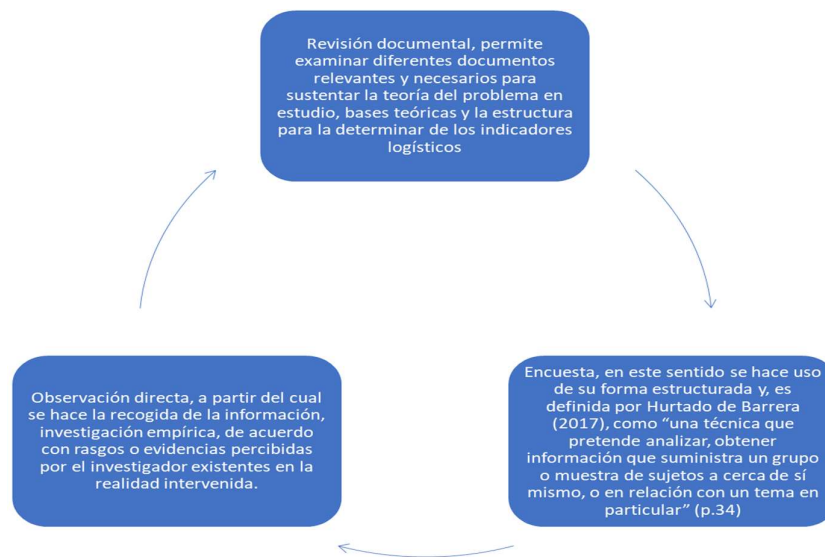 Revisión documental, permite
examinar diferentes documentos
relevantes y necesarios para
sustentar la teoría del problema en
estudio, bases teóricas y la estructura
para la determinar de los indicadores
logísticos
Encuesta, en este sentido se hace uso
de su forma estructurada y, es
definida por Hurtado de Barrera
(2017), como “una técnica que
pretende analizar, obtener
información que suministra un grupo
o muestra de sujetos a cerca de sí
mismo, o en relación con un tema en
particular” (p.34)
Observación directa, a partir del cual
se hace la recogida de la información,
investigación empírica, de acuerdo
con rasgos o evidencias percibidas
por el investigador existentes en la
realidad intervenida.